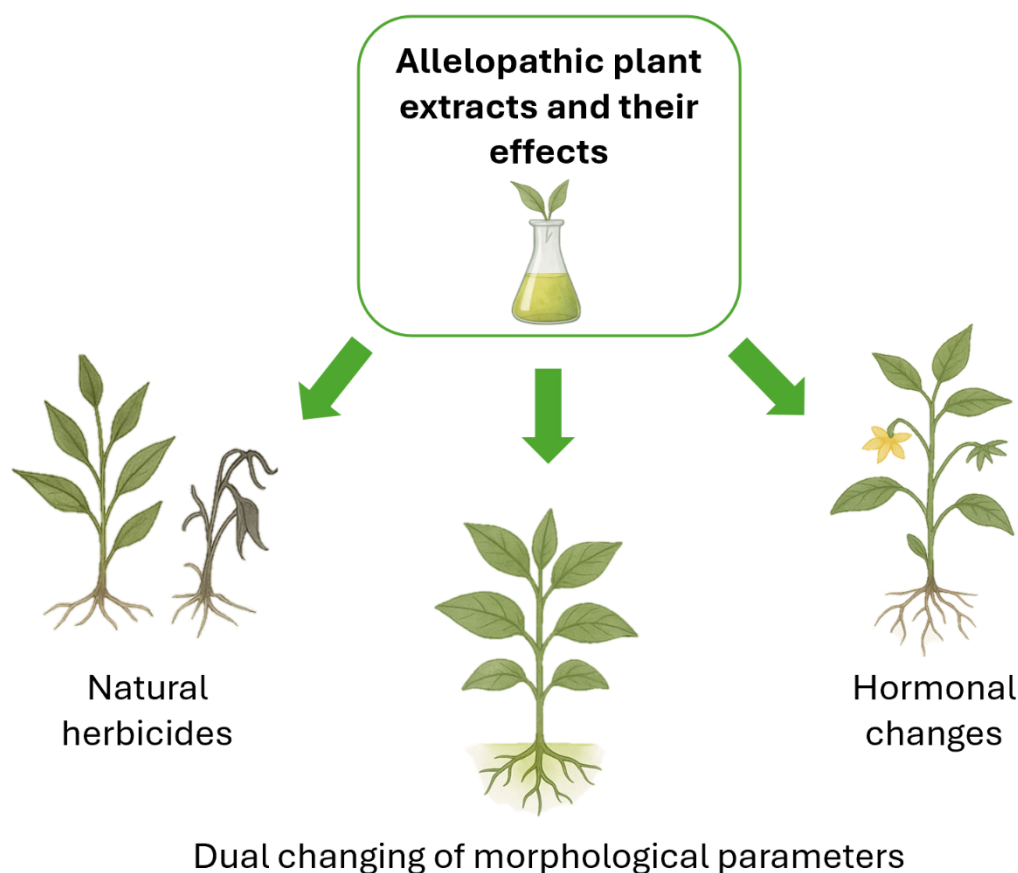 Allelopathic plant
extracts and their
effects
Natural
herbicides
Hormonal
changes
Dual changing of morphological parameters